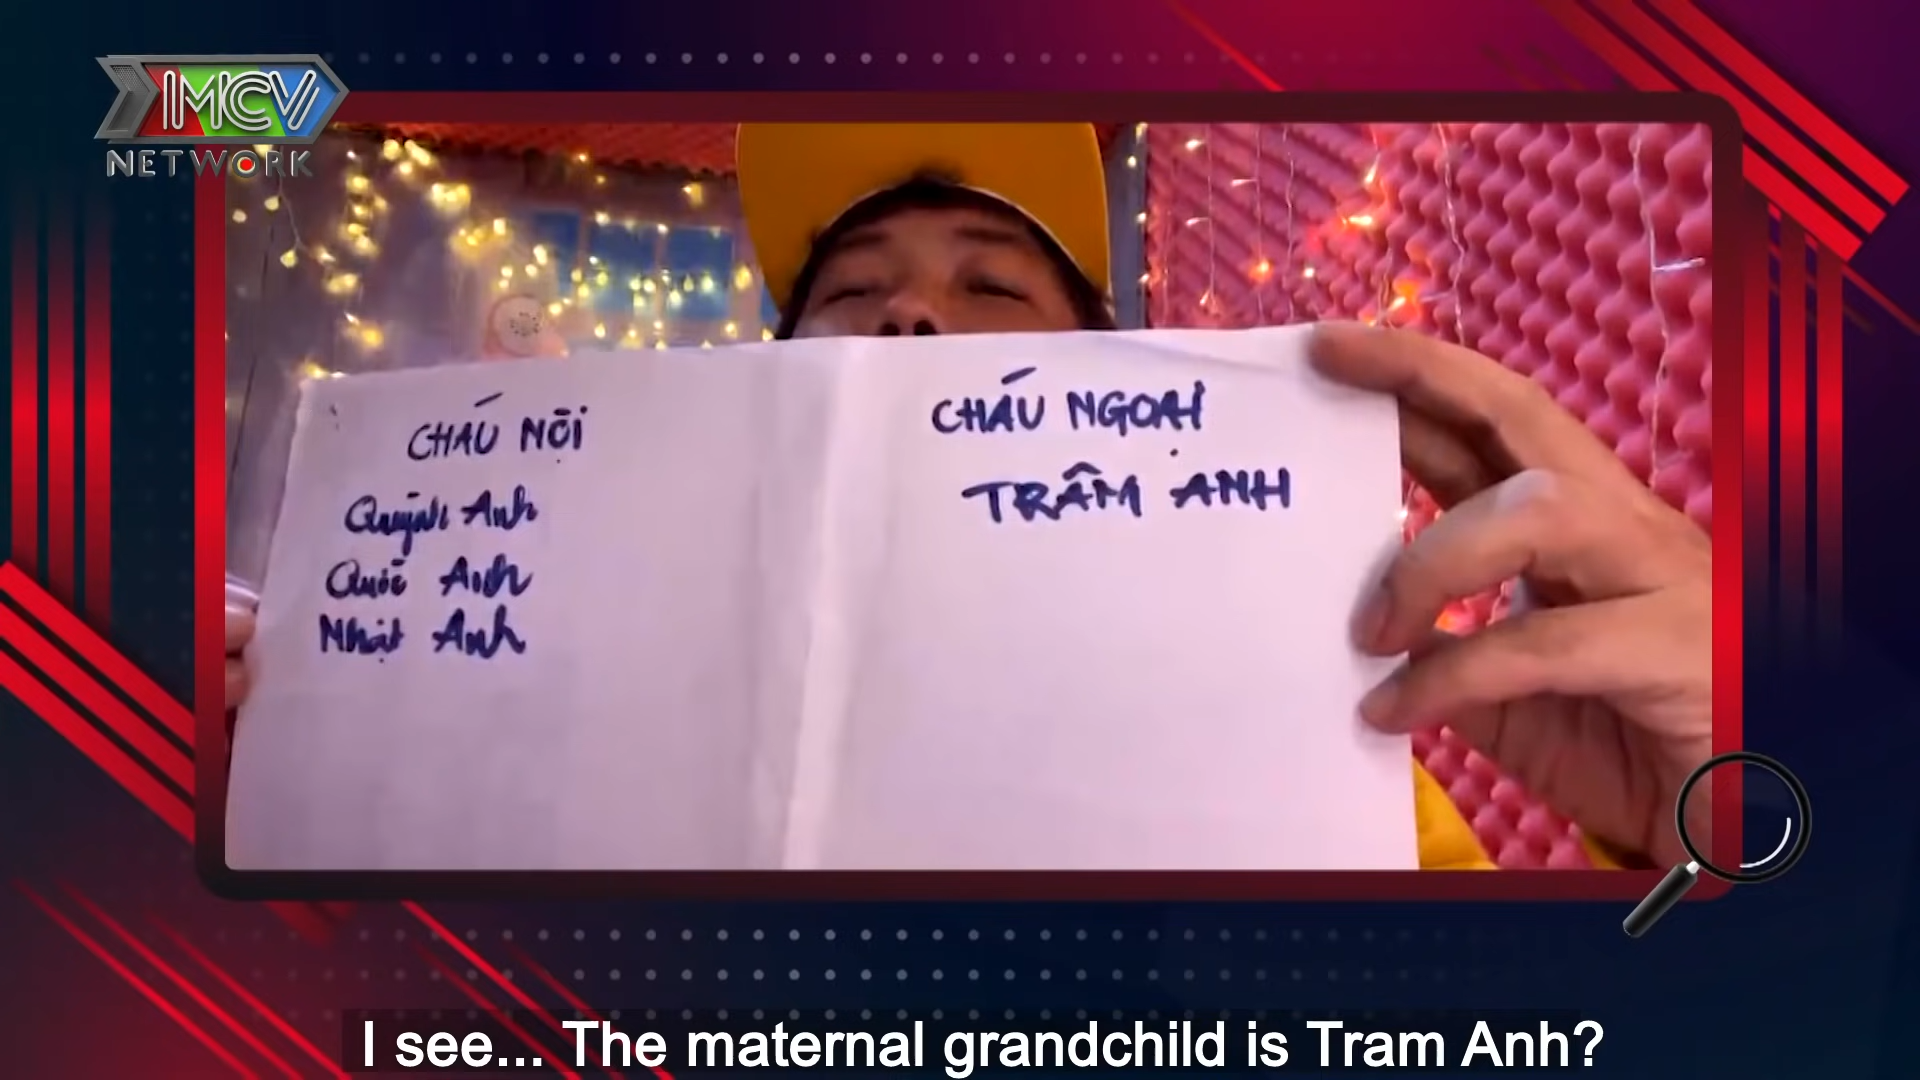 MCV
NETWORK
CHÁU NỘI
Quỳnh Anh
Quốc Anh
Nhật Anh
CHÁU NGOẠI
TRÂM ANH
I see... The maternal grandchild is Tram Anh?